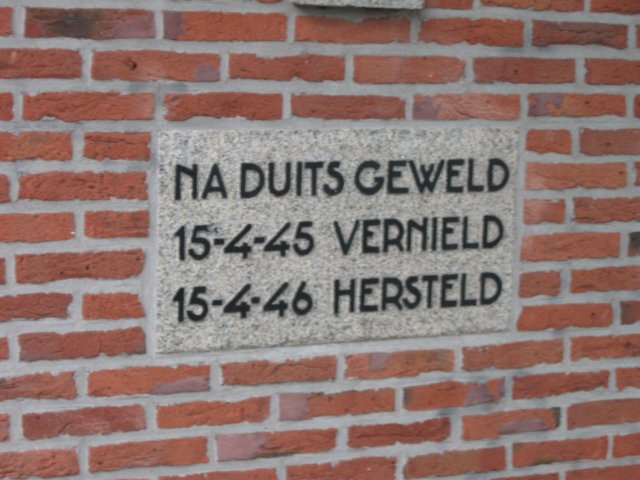 NA DUITS GEWELD
15-4-45 VERNIELD
15-4-46 HERSTELD